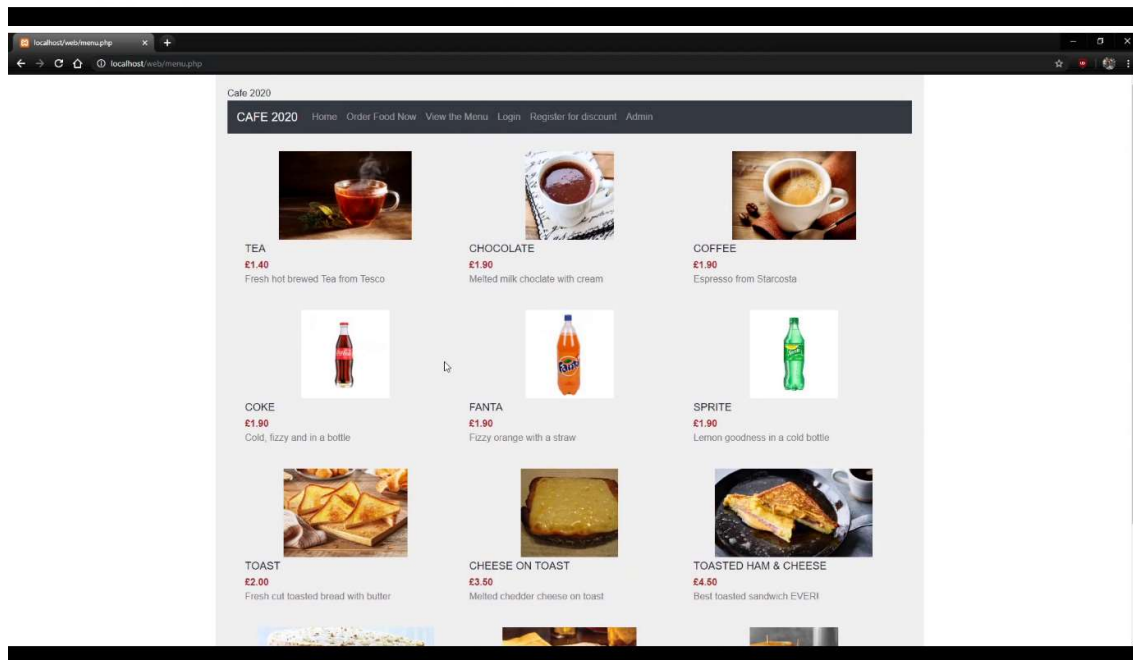 localhost/web/menu.php
localhost/web/menu.php
Cafe 2020
CAFE 2020 Home Order Food Now View the Menu Login Register for discount Admin
TEA CHOCOLATE COFFEE
£1.40 £1.90 £1.90
Fresh hot brewed Tea from Tesco Melted milk choclate with cream Espresso from Starcosta
Coca-Cola Fanta Sprite
COKE FANTA SPRITE
£1.90 £1.90 £1.90
Cold, fizzy and in a bottle Fizzy orange with a straw Lemon goodness in a cold bottle
TOAST CHEESE ON TOAST TOASTED HAM & CHEESE
£2.00 £3.50 £4.50
Fresh cut toasted bread with butter Melted chedder cheese on toast Best toasted sandwich EVER!